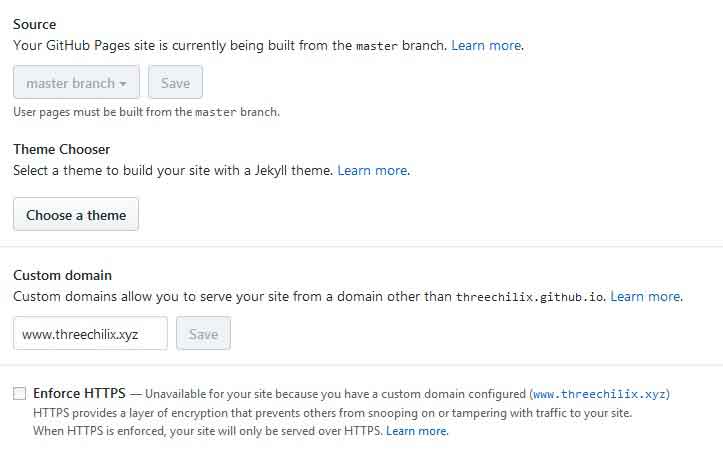 Source
Your GitHub Pages site is currently being built from the master branch. Learn more.
master branch Save
User pages must be built from the master branch.
Theme Chooser
Select a theme to build your site with a Jekyll theme. Learn more.
Choose a theme
Custom domain
Custom domains allow you to serve your site from a domain other than threechilix.github.io. Learn more.
www.threechilix.xyz Save
Enforce HTTPS — Unavailable for your site because you have a custom domain configured (www.threechilix.xyz)
HTTPS provides a layer of encryption that prevents others from snooping on or tampering with traffic to your site.
When HTTPS is enforced, your site will only be served over HTTPS. Learn more.